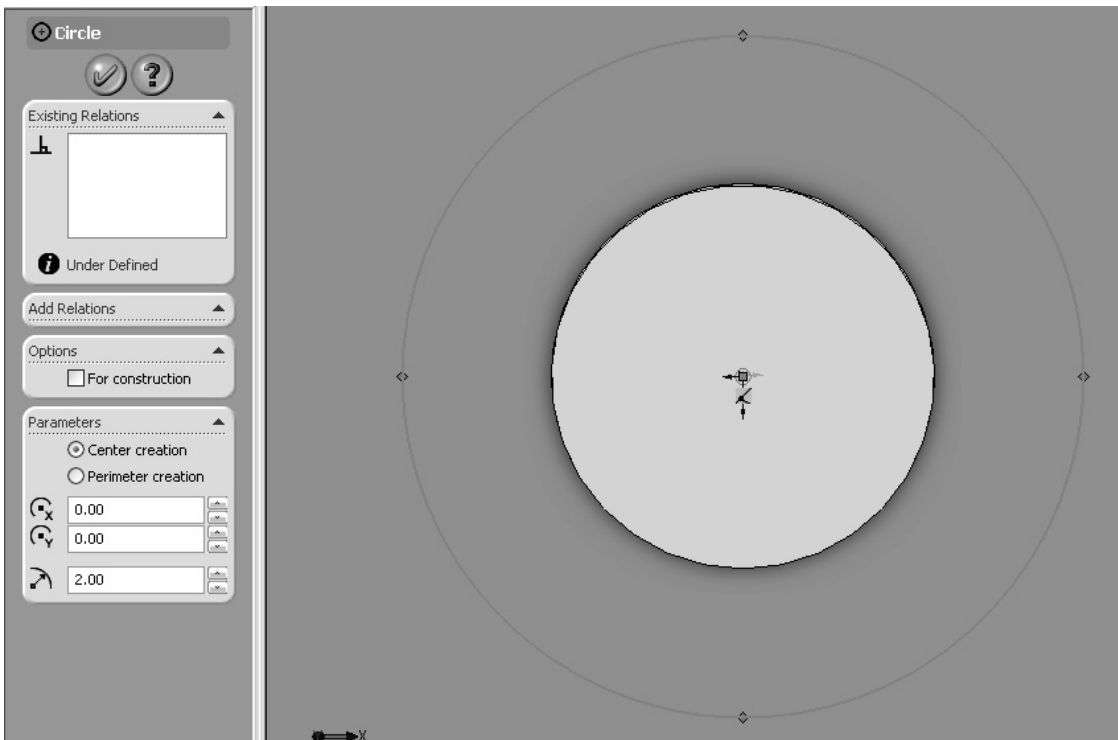 Circle
?
Existing Relations
i Under Defined
Add Relations
Options
For construction
Parameters
Center creation
Perimeter creation
X 0.00
Y 0.00
2.00
X